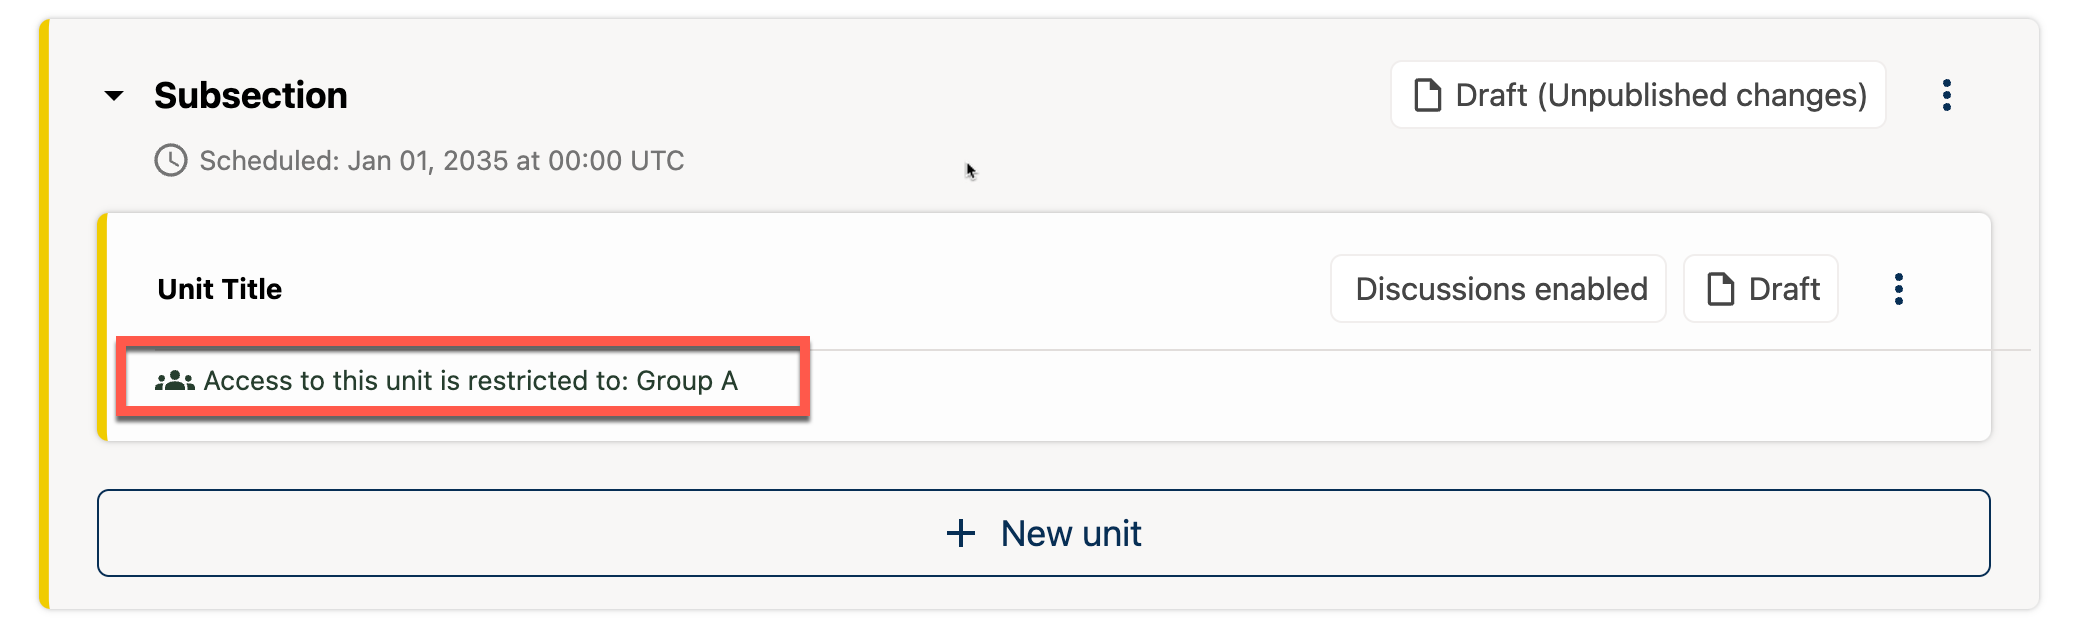 Subsection
Draft (Unpublished changes)
Scheduled: Jan 01, 2035 at 00:00 UTC
Unit Title
Discussions enabled
Draft
Access to this unit is restricted to: Group A
+ New unit